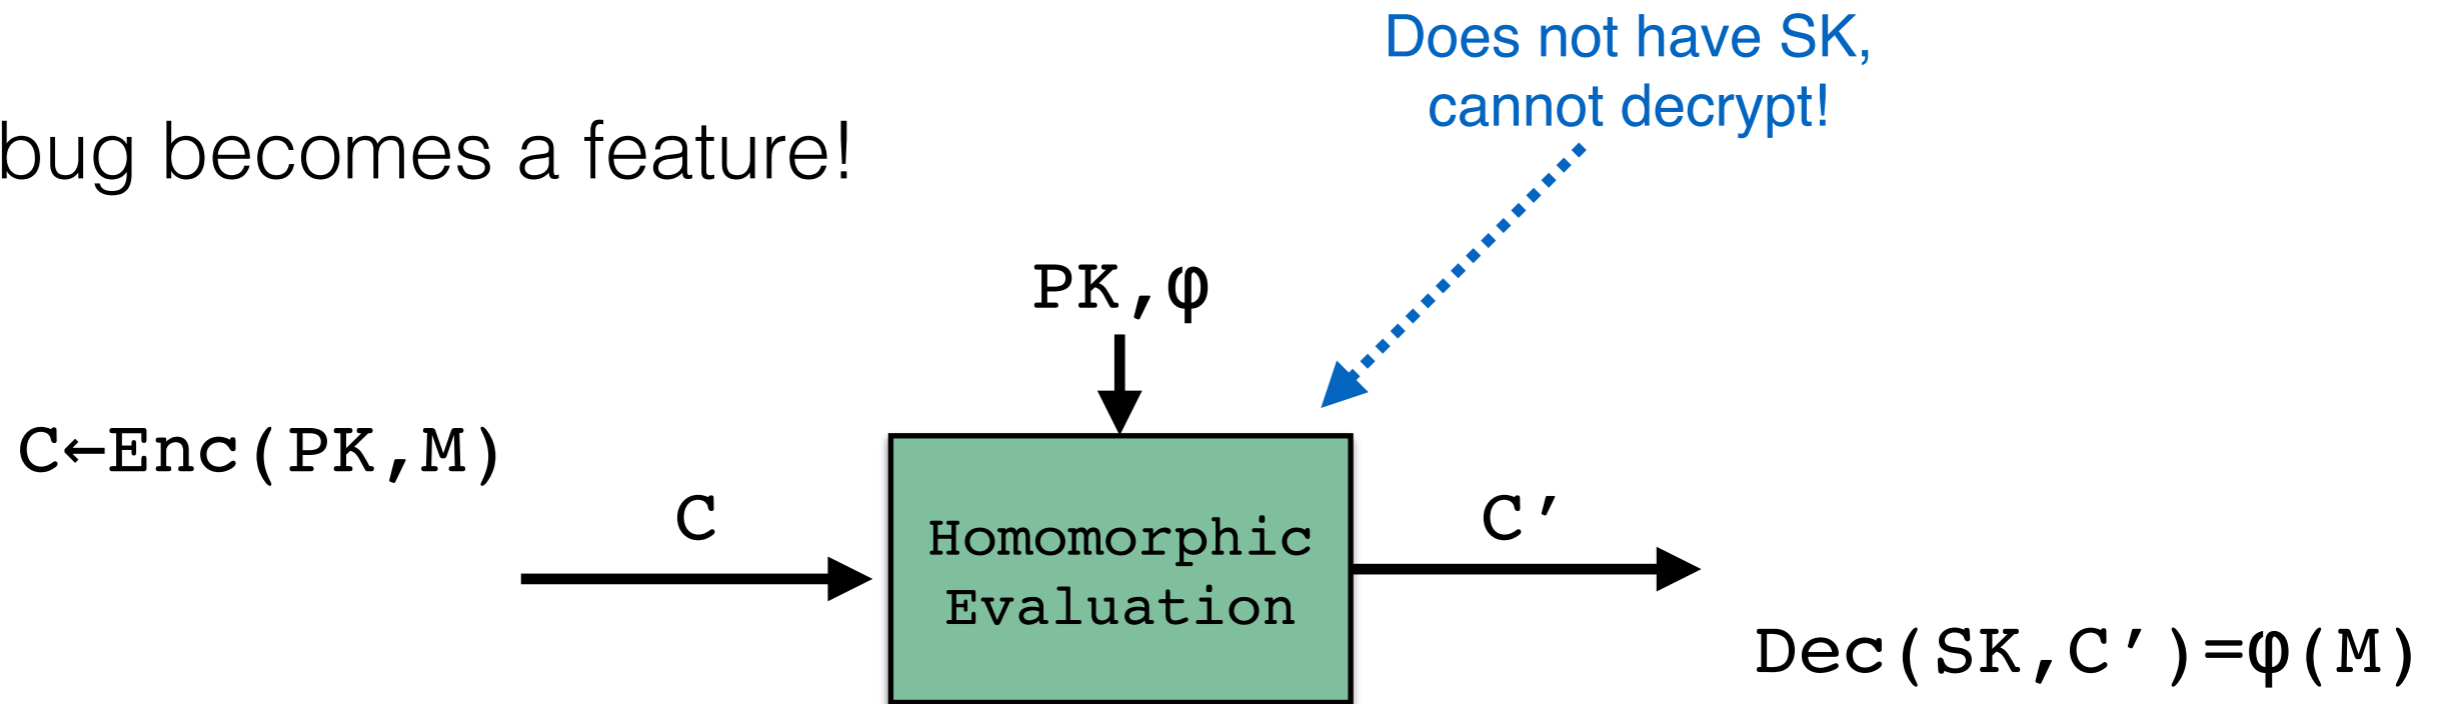 Does not have SK,
cannot decrypt!
bug becomes a feature!
PK,φ
C←Enc(PK,M)
C
Homomorphic
Evaluation
C’
Dec(SK,C’)=φ(M)